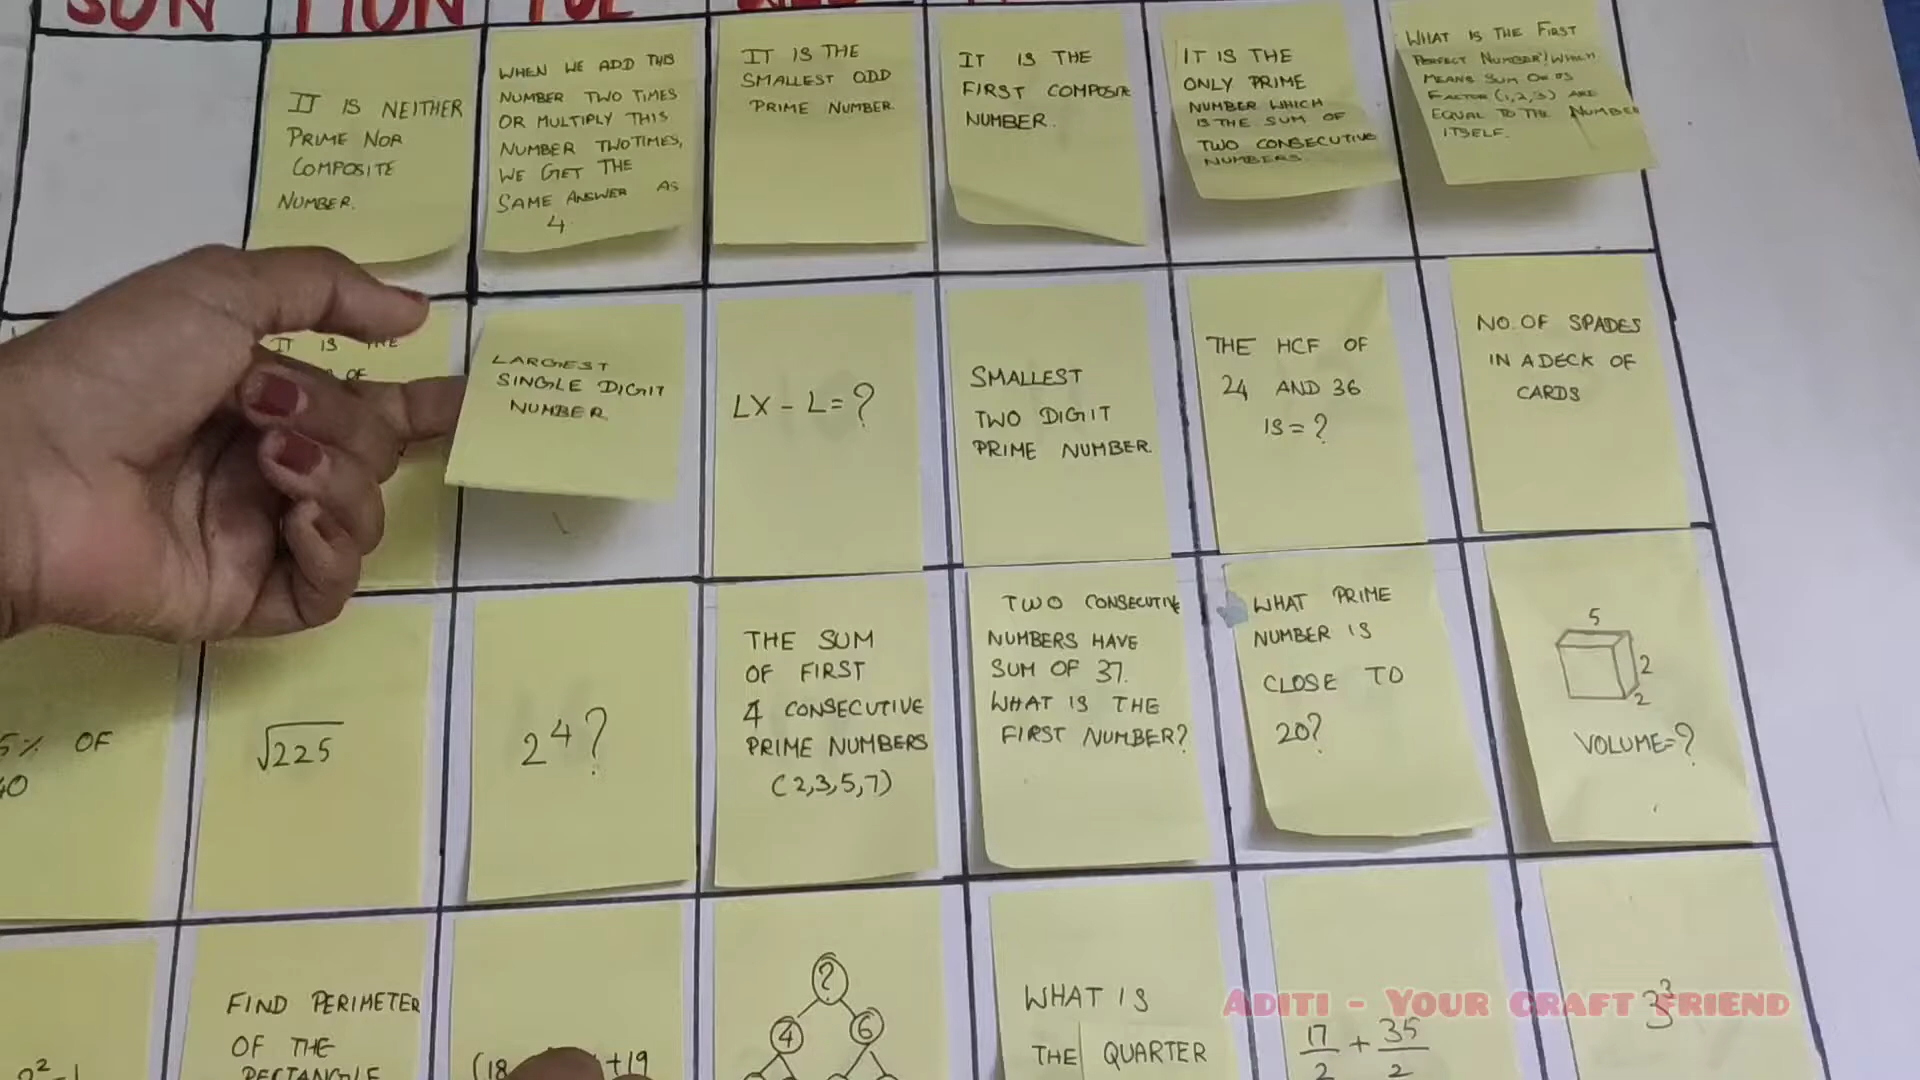 SUN MON TUE
IT IS NEITHER
PRIME NOR
COMPOSITE
NUMBER.
WHEN WE ADD THIS
NUMBER TWO TIMES
OR MULTIPLY THIS
NUMBER TWO TIMES,
WE GET THE
SAME ANSWER AS
4.
IT IS THE
SMALLEST ODD
PRIME NUMBER.
IT IS THE
FIRST COMPOSITE
NUMBER.
IT IS THE
ONLY PRIME
NUMBER WHICH
IS THE SUM OF
TWO CONSECUTIVE
NUMBERS.
WHAT IS THE FIRST
PERFECT NUMBER? WHICH
MEANS SUM OF ITS
FACTOR (1,2,3) ARE
EQUAL TO THE NUMBER
ITSELF.
IT IS THE
OF
LARGEST
SINGLE DIGIT
NUMBER
LX - L = ?
SMALLEST
TWO DIGIT
PRIME NUMBER
THE HCF OF
24 AND 36
IS = ?
NO. OF SPADES
IN A DECK OF
CARDS
5% OF
40
√225
2⁴?
THE SUM
OF FIRST
4 CONSECUTIVE
PRIME NUMBERS
(2,3,5,7)
TWO CONSECUTIVE
NUMBERS HAVE
SUM OF 37.
WHAT IS THE
FIRST NUMBER?
WHAT PRIME
NUMBER IS
CLOSE TO
20?
5
2
2
VOLUME=?
FIND PERIMETER
OF THE
RECTANGLE
(18 +19
?
4 6
WHAT IS
THE QUARTER
17/2 + 35/2
3³
ADITI - YOUR CRAFT FRIEND